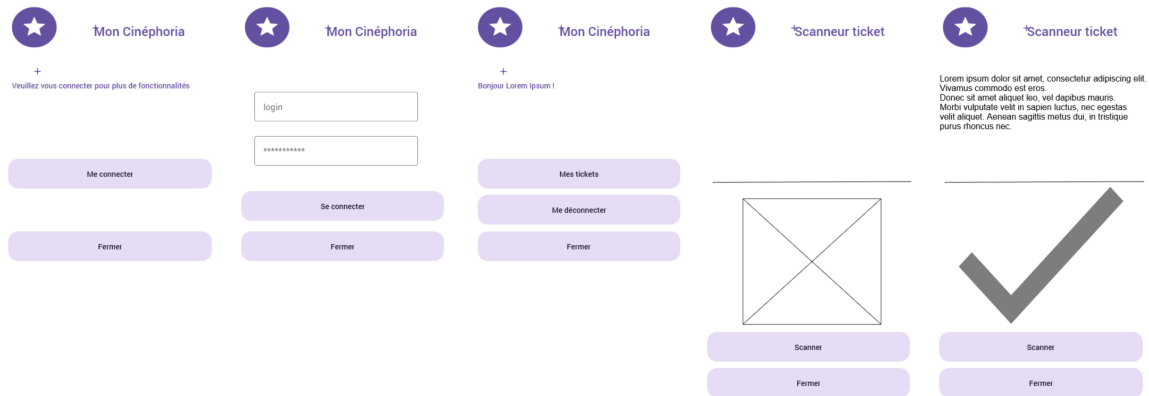 Mon Cinéphoria
Veuillez vous connecter pour plus de fonctionnalités
Me connecter
Fermer
Mon Cinéphoria
login
***********
Se connecter
Fermer
Mon Cinéphoria
Bonjour Lorem Ipsum !
Mes tickets
Me déconnecter
Fermer
Scanneur ticket
Scanner
Fermer
Scanneur ticket
Lorem ipsum dolor sit amet, consectetur adipiscing elit.
Vivamus commodo est eros.
Donec sit amet aliquet leo, vel dapibus mauris.
Morbi vulputate velit in sapien luctus, nec egestas
velit aliquet. Aenean sagittis metus dui, in tristique
purus rhoncus nec.
Scanner
Fermer